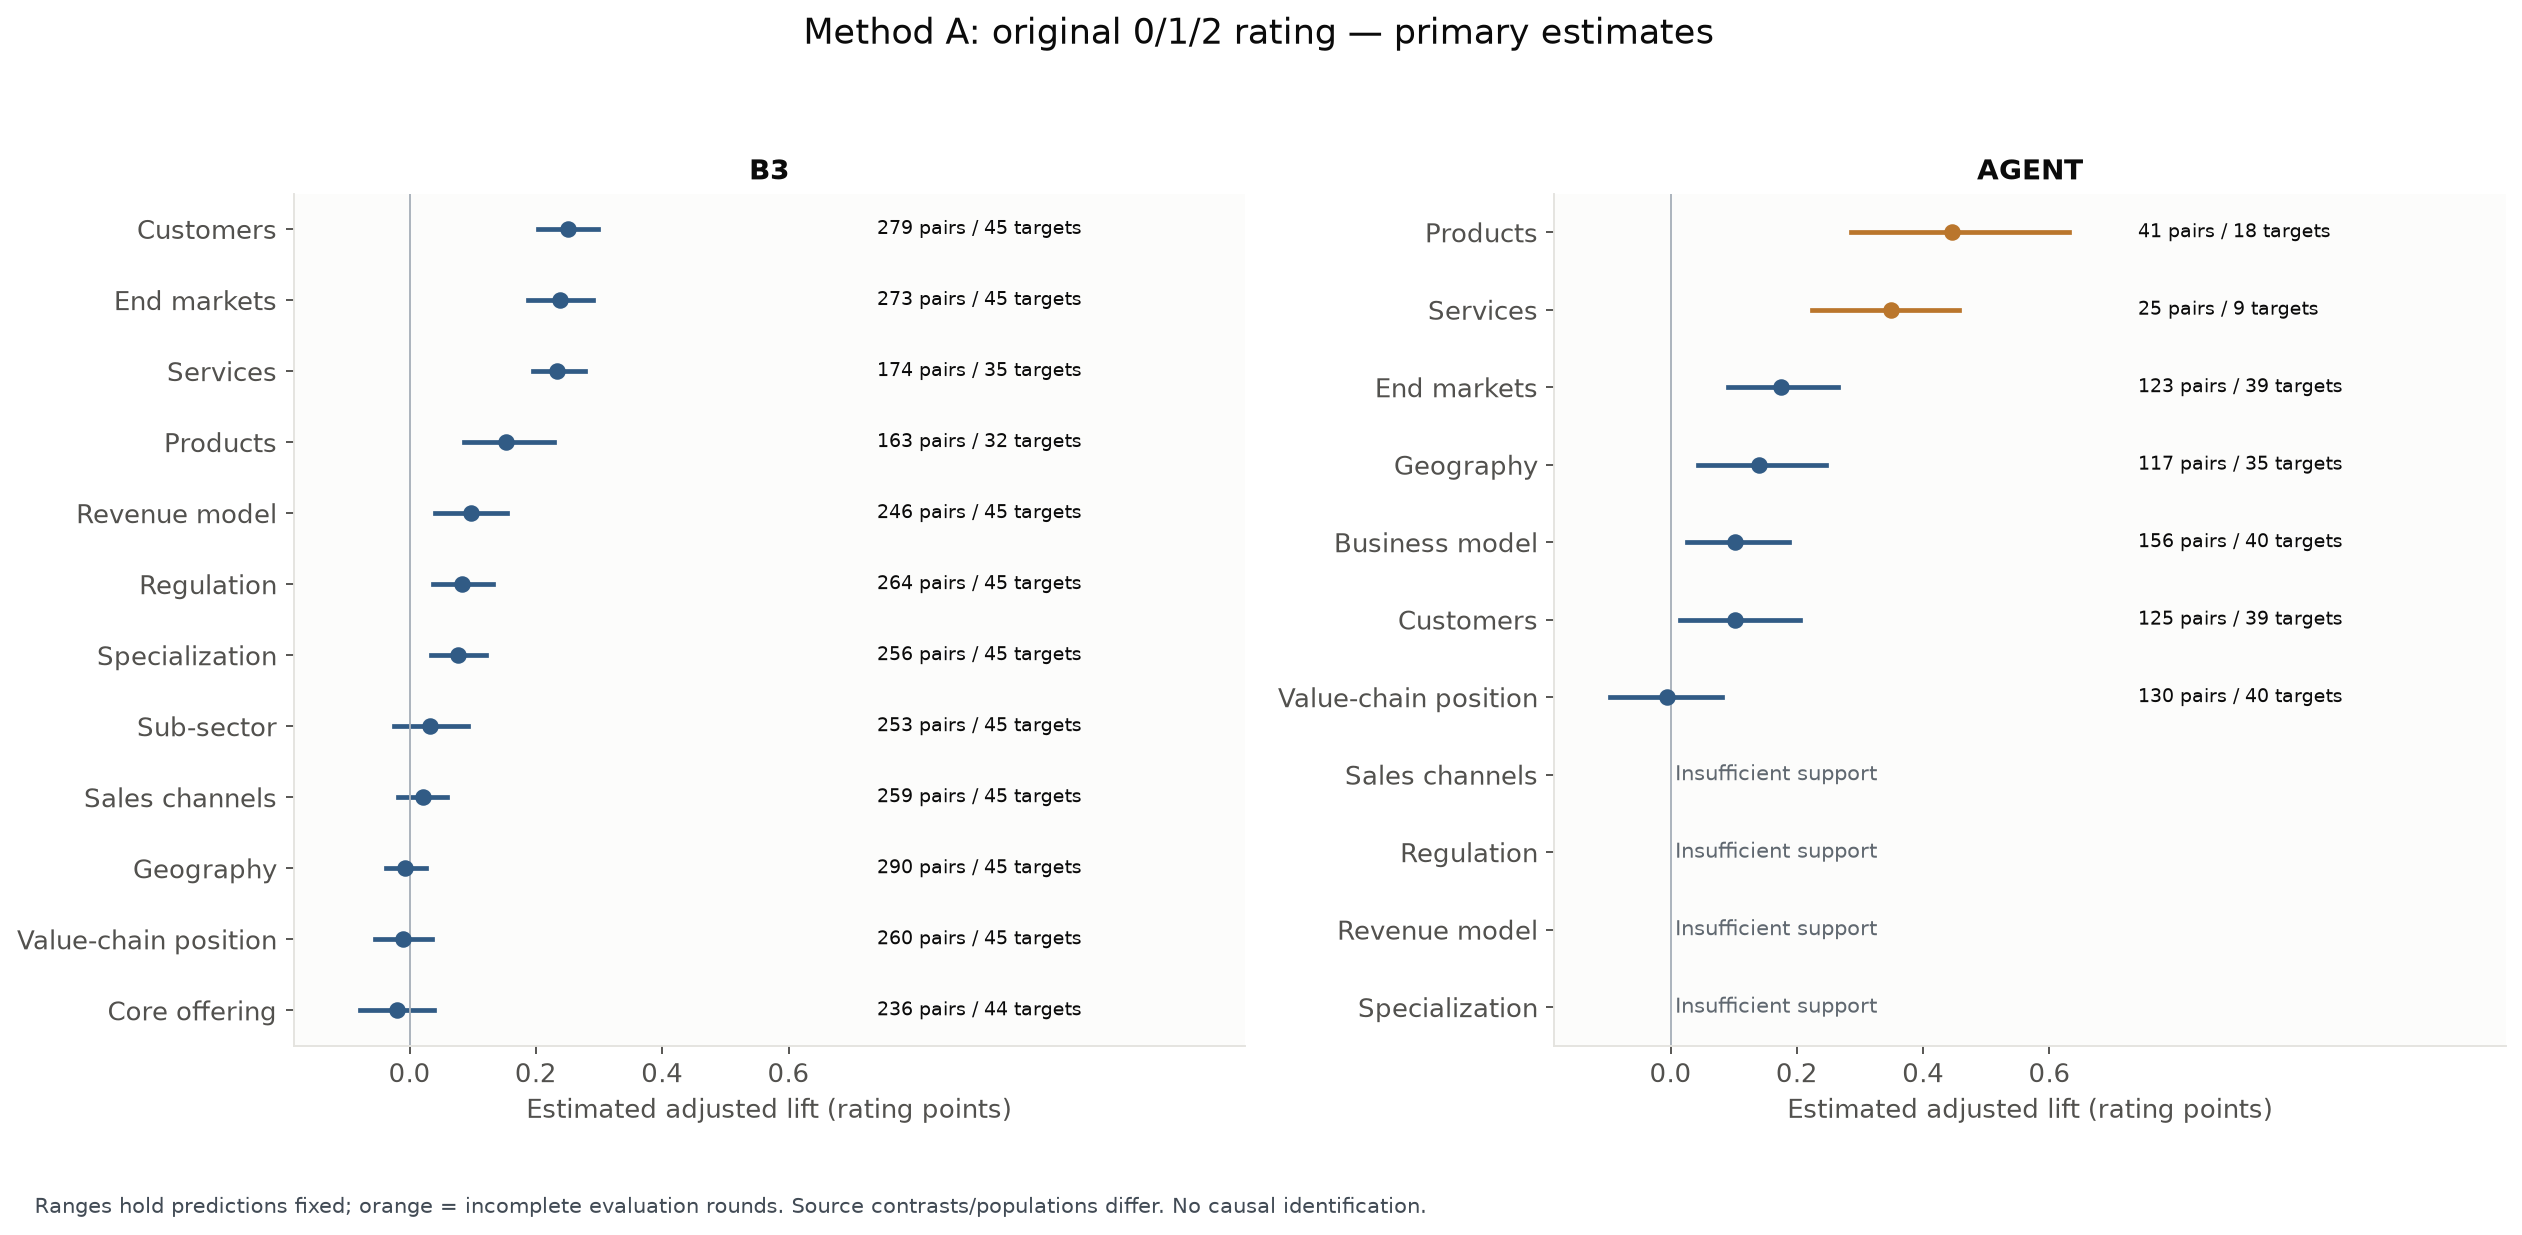 Method A: original 0/1/2 rating — primary estimates
B3
Customers
279 pairs / 45 targets
End markets
273 pairs / 45 targets
Services
174 pairs / 35 targets
Products
163 pairs / 32 targets
Revenue model
246 pairs / 45 targets
Regulation
264 pairs / 45 targets
Specialization
256 pairs / 45 targets
Sub-sector
253 pairs / 45 targets
Sales channels
259 pairs / 45 targets
Geography
290 pairs / 45 targets
Value-chain position
260 pairs / 45 targets
Core offering
236 pairs / 44 targets
0.0 0.2 0.4 0.6
Estimated adjusted lift (rating points)
AGENT
Products
41 pairs / 18 targets
Services
25 pairs / 9 targets
End markets
123 pairs / 39 targets
Geography
117 pairs / 35 targets
Business model
156 pairs / 40 targets
Customers
125 pairs / 39 targets
Value-chain position
130 pairs / 40 targets
Sales channels
Insufficient support
Regulation
Insufficient support
Revenue model
Insufficient support
Specialization
Insufficient support
0.0 0.2 0.4 0.6
Estimated adjusted lift (rating points)
Ranges hold predictions fixed; orange = incomplete evaluation rounds. Source contrasts/populations differ. No causal identification.